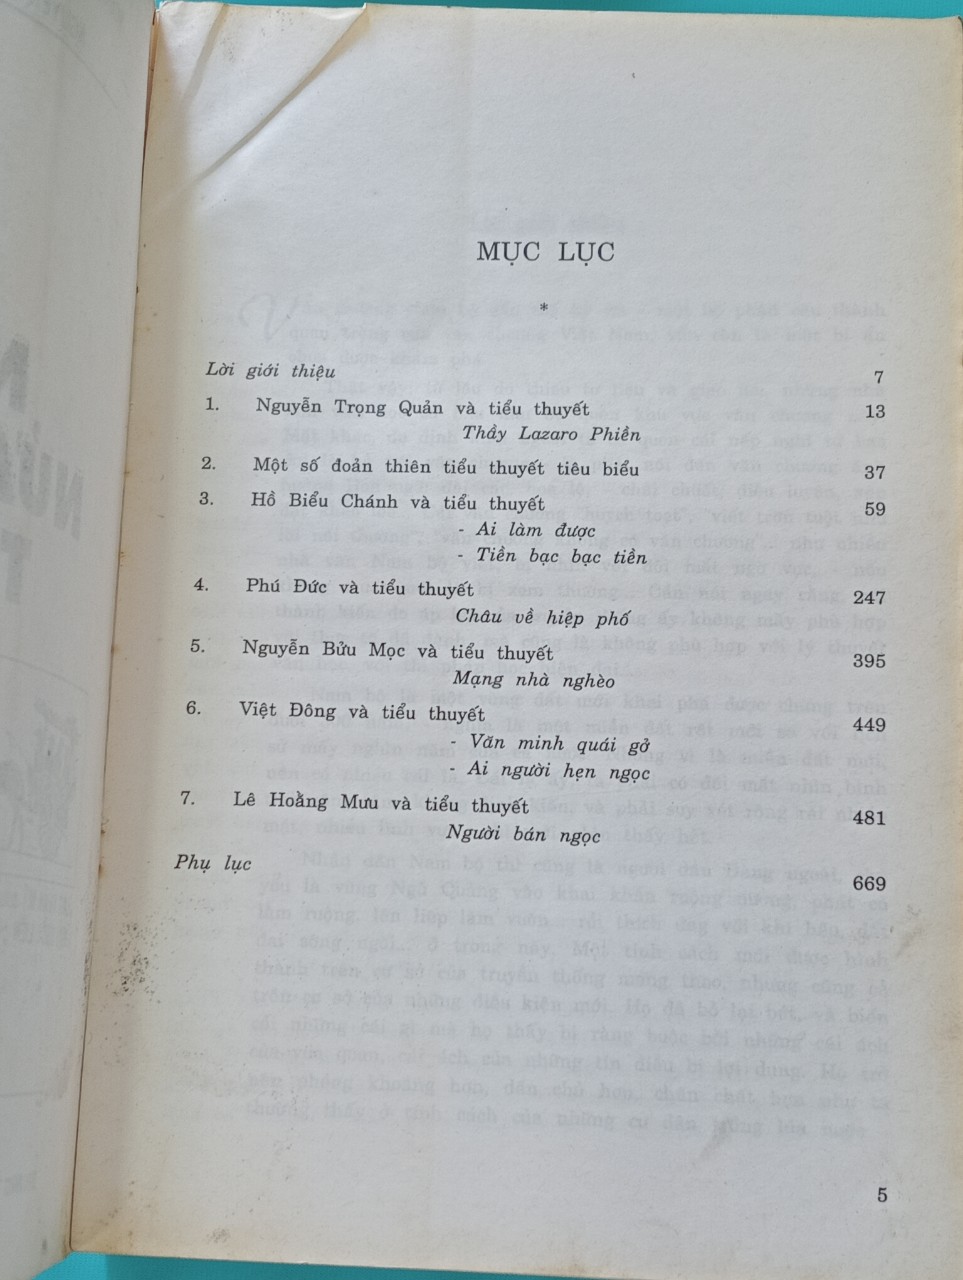 MỤC LỤC
*
Lời giới thiệu 7
1. Nguyễn Trọng Quản và tiểu thuyết 13
Thầy Lazaro Phiền
2. Một số đoản thiên tiểu thuyết tiêu biểu 37
3. Hồ Biểu Chánh và tiểu thuyết 59
- Ai làm được
- Tiền bạc bạc tiền
4. Phú Đức và tiểu thuyết 247
Châu về hiệp phố
5. Nguyễn Bửu Mọc và tiểu thuyết 395
Mạng nhà nghèo
6. Việt Đông và tiểu thuyết 449
- Văn minh quái gở
- Ai người hẹn ngọc
7. Lê Hoằng Mưu và tiểu thuyết 481
Người bán ngọc
Phụ lục 669
5